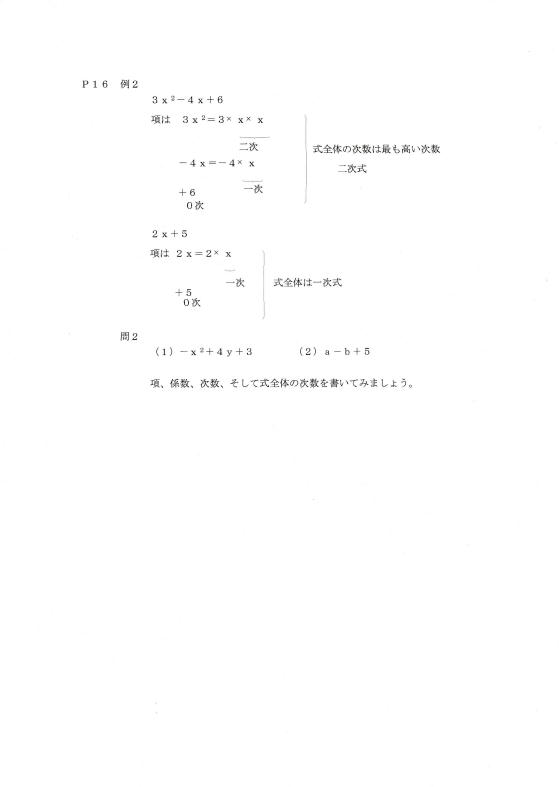 Ｐ１６　例２
３ｘ²－４ｘ＋６
項は　３ｘ²＝３×ｘ×ｘ
二次
－４ｘ＝－４×ｘ
一次
＋６
０次
式全体の次数は最も高い次数
二次式
２ｘ＋５
項は ２ｘ＝２×ｘ
一次
＋５
０次
式全体は一次式
問２
（１）－ｘ²＋４ｙ＋３　　　（２）ａ－ｂ＋５
項、係数、次数、そして式全体の次数を書いてみましょう。